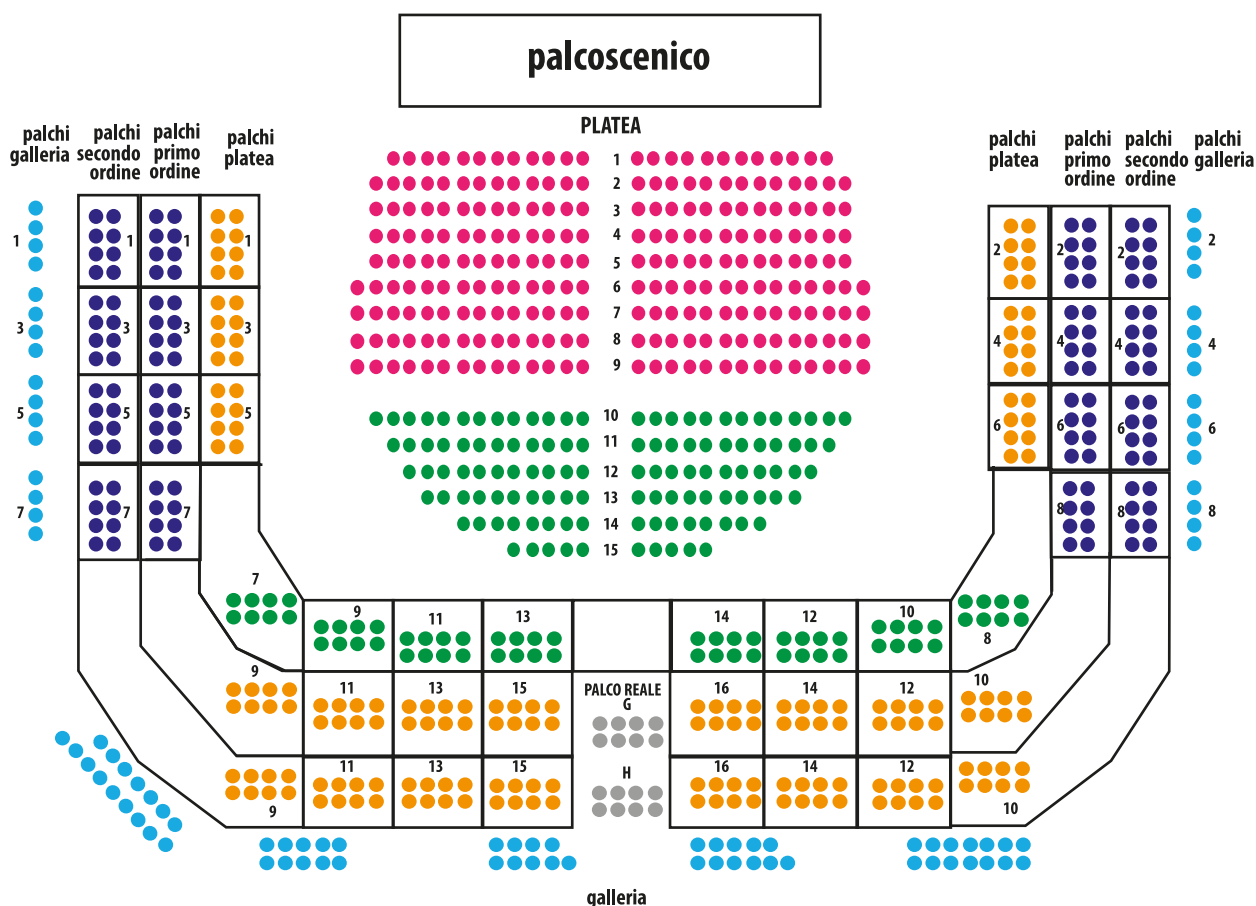 palcoscenico
PLATEA
palchi
galleria
palchi
secondo
ordine
palchi
primo
ordine
palchi
platea
palchi
platea
palchi
primo
ordine
palchi
secondo
ordine
palchi
galleria
1
2
3
4
5
6
7
8
9
10
11
12
13
14
15
1 1 1 1
3 3 3 3
5 5 5 5
7 7 7
2 2 2 2
4 4 4 4
6 6 6 6
8 8 8
7 9 11 13 14 12 10 8
9 11 13 15 PALCO REALE 16 14 12 10
G
11 13 15 H 16 14 12
9 10
galleria